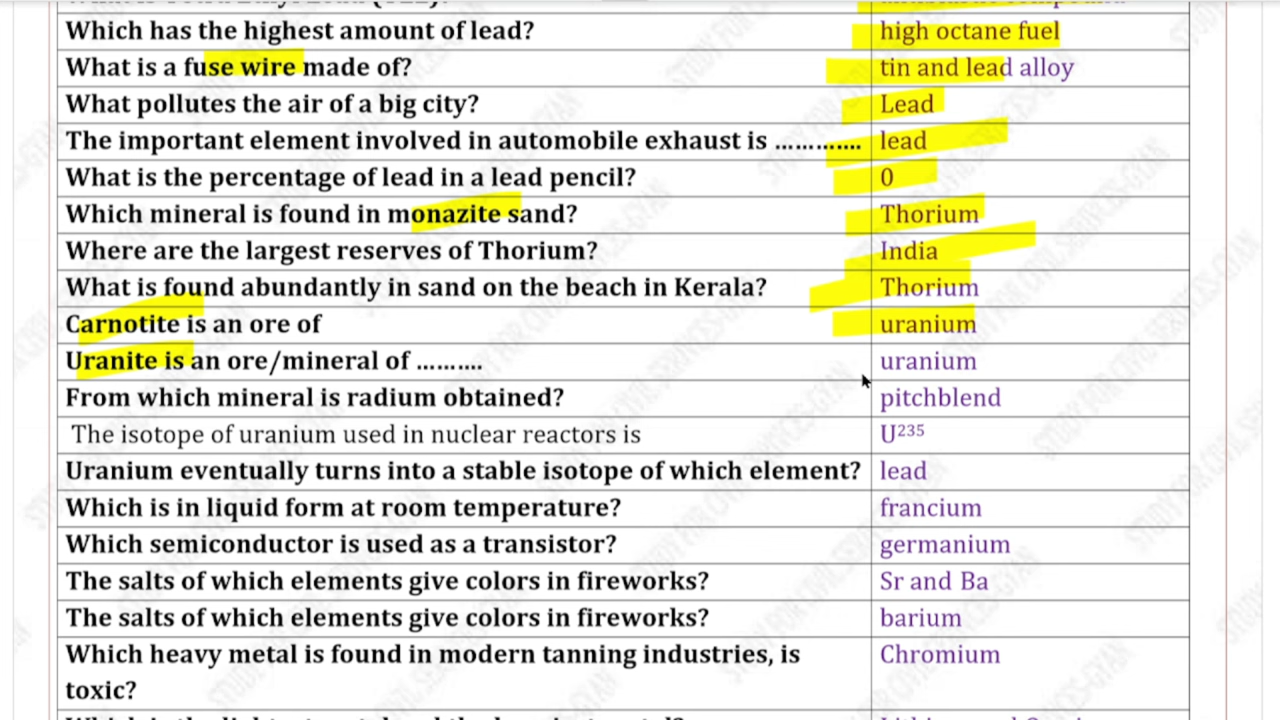 Which has the highest amount of lead? high octane fuel
What is a fuse wire made of? tin and lead alloy
What pollutes the air of a big city? Lead
The important element involved in automobile exhaust is ............. lead
What is the percentage of lead in a lead pencil? 0
Which mineral is found in monazite sand? Thorium
Where are the largest reserves of Thorium? India
What is found abundantly in sand on the beach in Kerala? Thorium
Carnotite is an ore of uranium
Uranite is an ore/mineral of .......... uranium
From which mineral is radium obtained? pitchblend
The isotope of uranium used in nuclear reactors is U²³⁵
Uranium eventually turns into a stable isotope of which element? lead
Which is in liquid form at room temperature? francium
Which semiconductor is used as a transistor? germanium
The salts of which elements give colors in fireworks? Sr and Ba
The salts of which elements give colors in fireworks? barium
Which heavy metal is found in modern tanning industries, is Chromium
toxic?